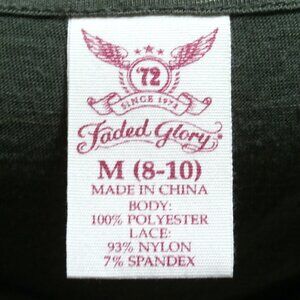 '72
SINCE 1972
Faded Glory
M (8-10)
MADE IN CHINA
BODY:
100% POLYESTER
LACE:
93% NYLON
7% SPANDEX